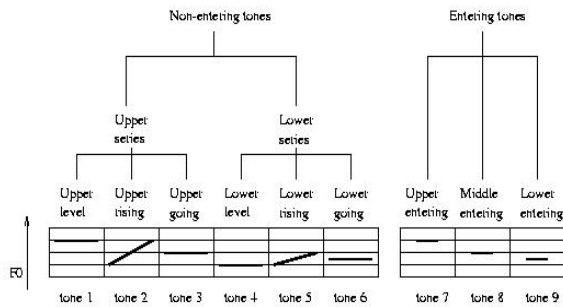 Non-entering tones Entering tones
Upper series Lower series
Upper level Upper rising Upper going Lower level Lower rising Lower going Upper entering Middle entering Lower entering
F0
tone 1 tone 2 tone 3 tone 4 tone 5 tone 6 tone 7 tone 8 tone 9